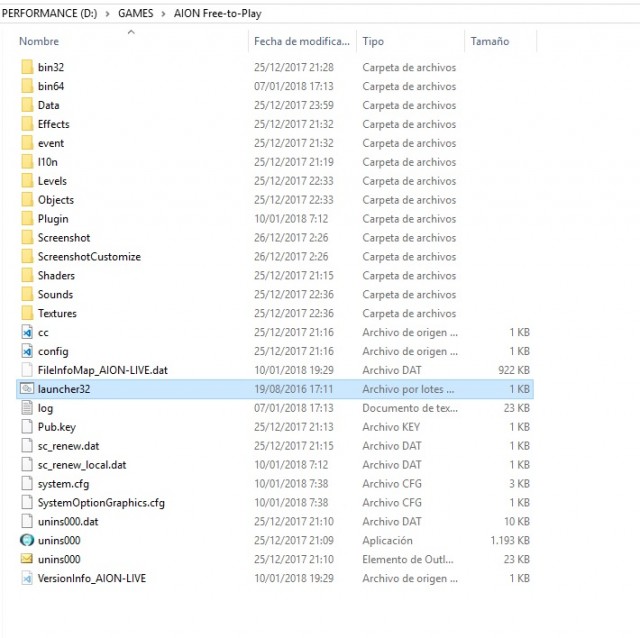 PERFORMANCE (D:) > GAMES > AION Free-to-Play
Nombre Fecha de modifica... Tipo Tamaño
bin32 25/12/2017 21:28 Carpeta de archivos
bin64 07/01/2018 17:13 Carpeta de archivos
Data 25/12/2017 23:59 Carpeta de archivos
Effects 25/12/2017 21:32 Carpeta de archivos
event 25/12/2017 21:32 Carpeta de archivos
l10n 25/12/2017 21:19 Carpeta de archivos
Levels 25/12/2017 22:33 Carpeta de archivos
Objects 25/12/2017 22:33 Carpeta de archivos
Plugin 10/01/2018 7:12 Carpeta de archivos
Screenshot 26/12/2017 2:26 Carpeta de archivos
ScreenshotCustomize 26/12/2017 2:26 Carpeta de archivos
Shaders 25/12/2017 21:15 Carpeta de archivos
Sounds 25/12/2017 22:36 Carpeta de archivos
Textures 25/12/2017 22:36 Carpeta de archivos
cc 25/12/2017 21:16 Archivo de origen ... 1 KB
config 25/12/2017 21:16 Archivo de origen ... 1 KB
FileInfoMap_AION-LIVE.dat 10/01/2018 19:29 Archivo DAT 922 KB
launcher32 19/08/2016 17:11 Archivo por lotes ... 1 KB
log 07/01/2018 17:13 Documento de tex... 23 KB
Pub.key 25/12/2017 21:13 Archivo KEY 1 KB
sc_renew.dat 25/12/2017 21:15 Archivo DAT 1 KB
sc_renew_local.dat 10/01/2018 7:12 Archivo DAT 1 KB
system.cfg 10/01/2018 7:38 Archivo CFG 3 KB
SystemOptionGraphics.cfg 10/01/2018 7:38 Archivo CFG 1 KB
unins000.dat 25/12/2017 21:10 Archivo DAT 10 KB
unins000 25/12/2017 21:09 Aplicación 1.193 KB
unins000 25/12/2017 21:10 Elemento de Outl... 23 KB
VersionInfo_AION-LIVE 10/01/2018 19:29 Archivo de origen ... 1 KB